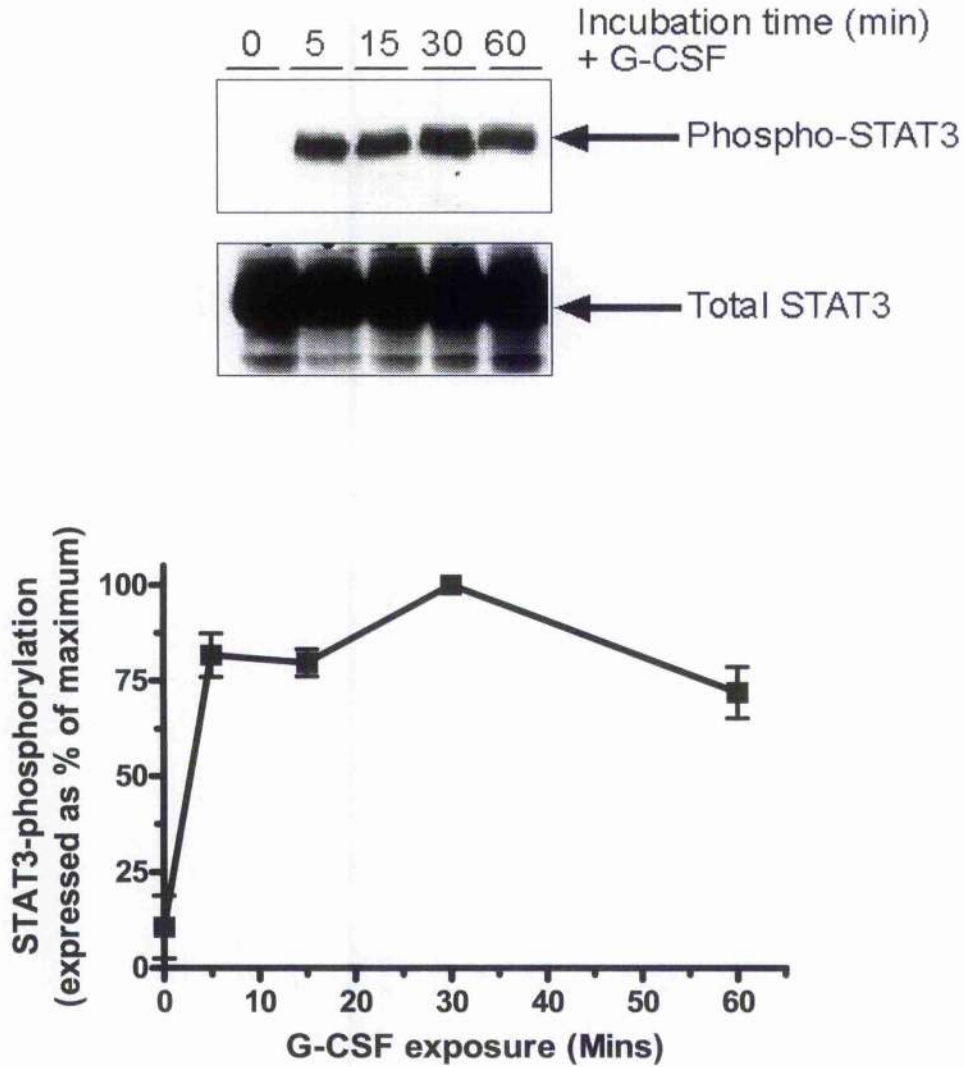 0 5 15 30 60 Incubation time (min)
+ G-CSF
Phospho-STAT3
Total STAT3
STAT3-phosphorylation
(expressed as % of maximum)
100
75
50
25
0
0 10 20 30 40 50 60
G-CSF exposure (Mins)